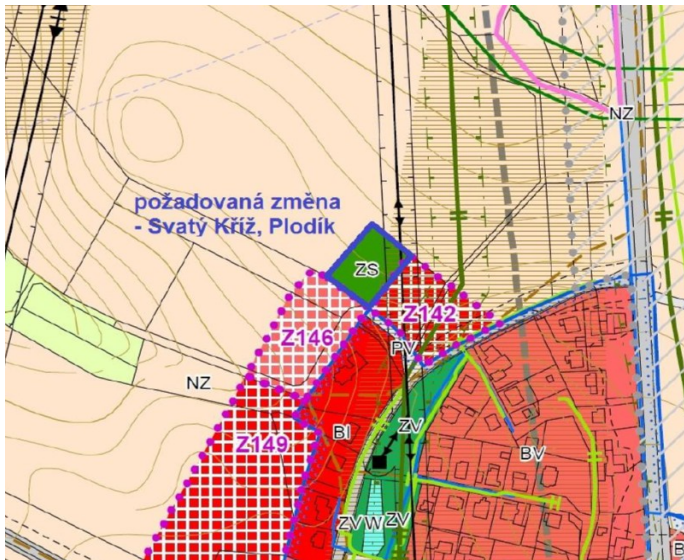 NZ
požadovaná změna
- Svatý Kříž, Plodík
ZS
Z142
Z146
PV
NZ
BI
ZV
Z149
BV
ZV W ZV
B